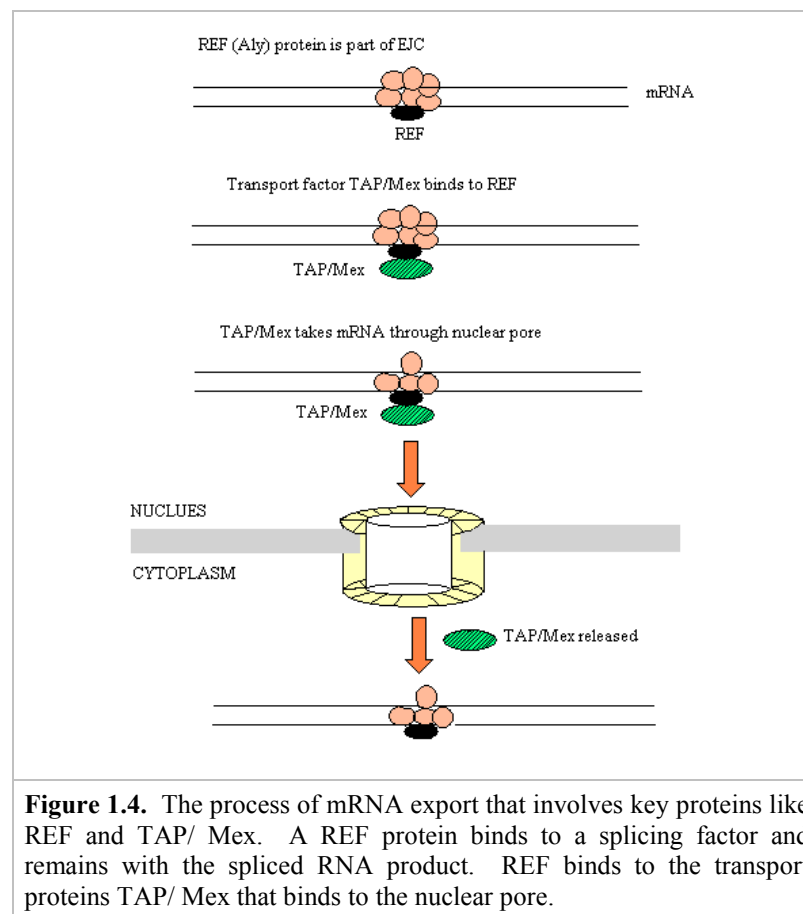 REF (Aly) protein is part of EJC
mRNA
REF
Transport factor TAP/Mex binds to REF
TAP/Mex
TAP/Mex takes mRNA through nuclear pore
TAP/Mex
NUCLUES
CYTOPLASM
TAP/Mex released
Figure 1.4. The process of mRNA export that involves key proteins like
REF and TAP/ Mex. A REF protein binds to a splicing factor and
remains with the spliced RNA product. REF binds to the transport
proteins TAP/ Mex that binds to the nuclear pore.